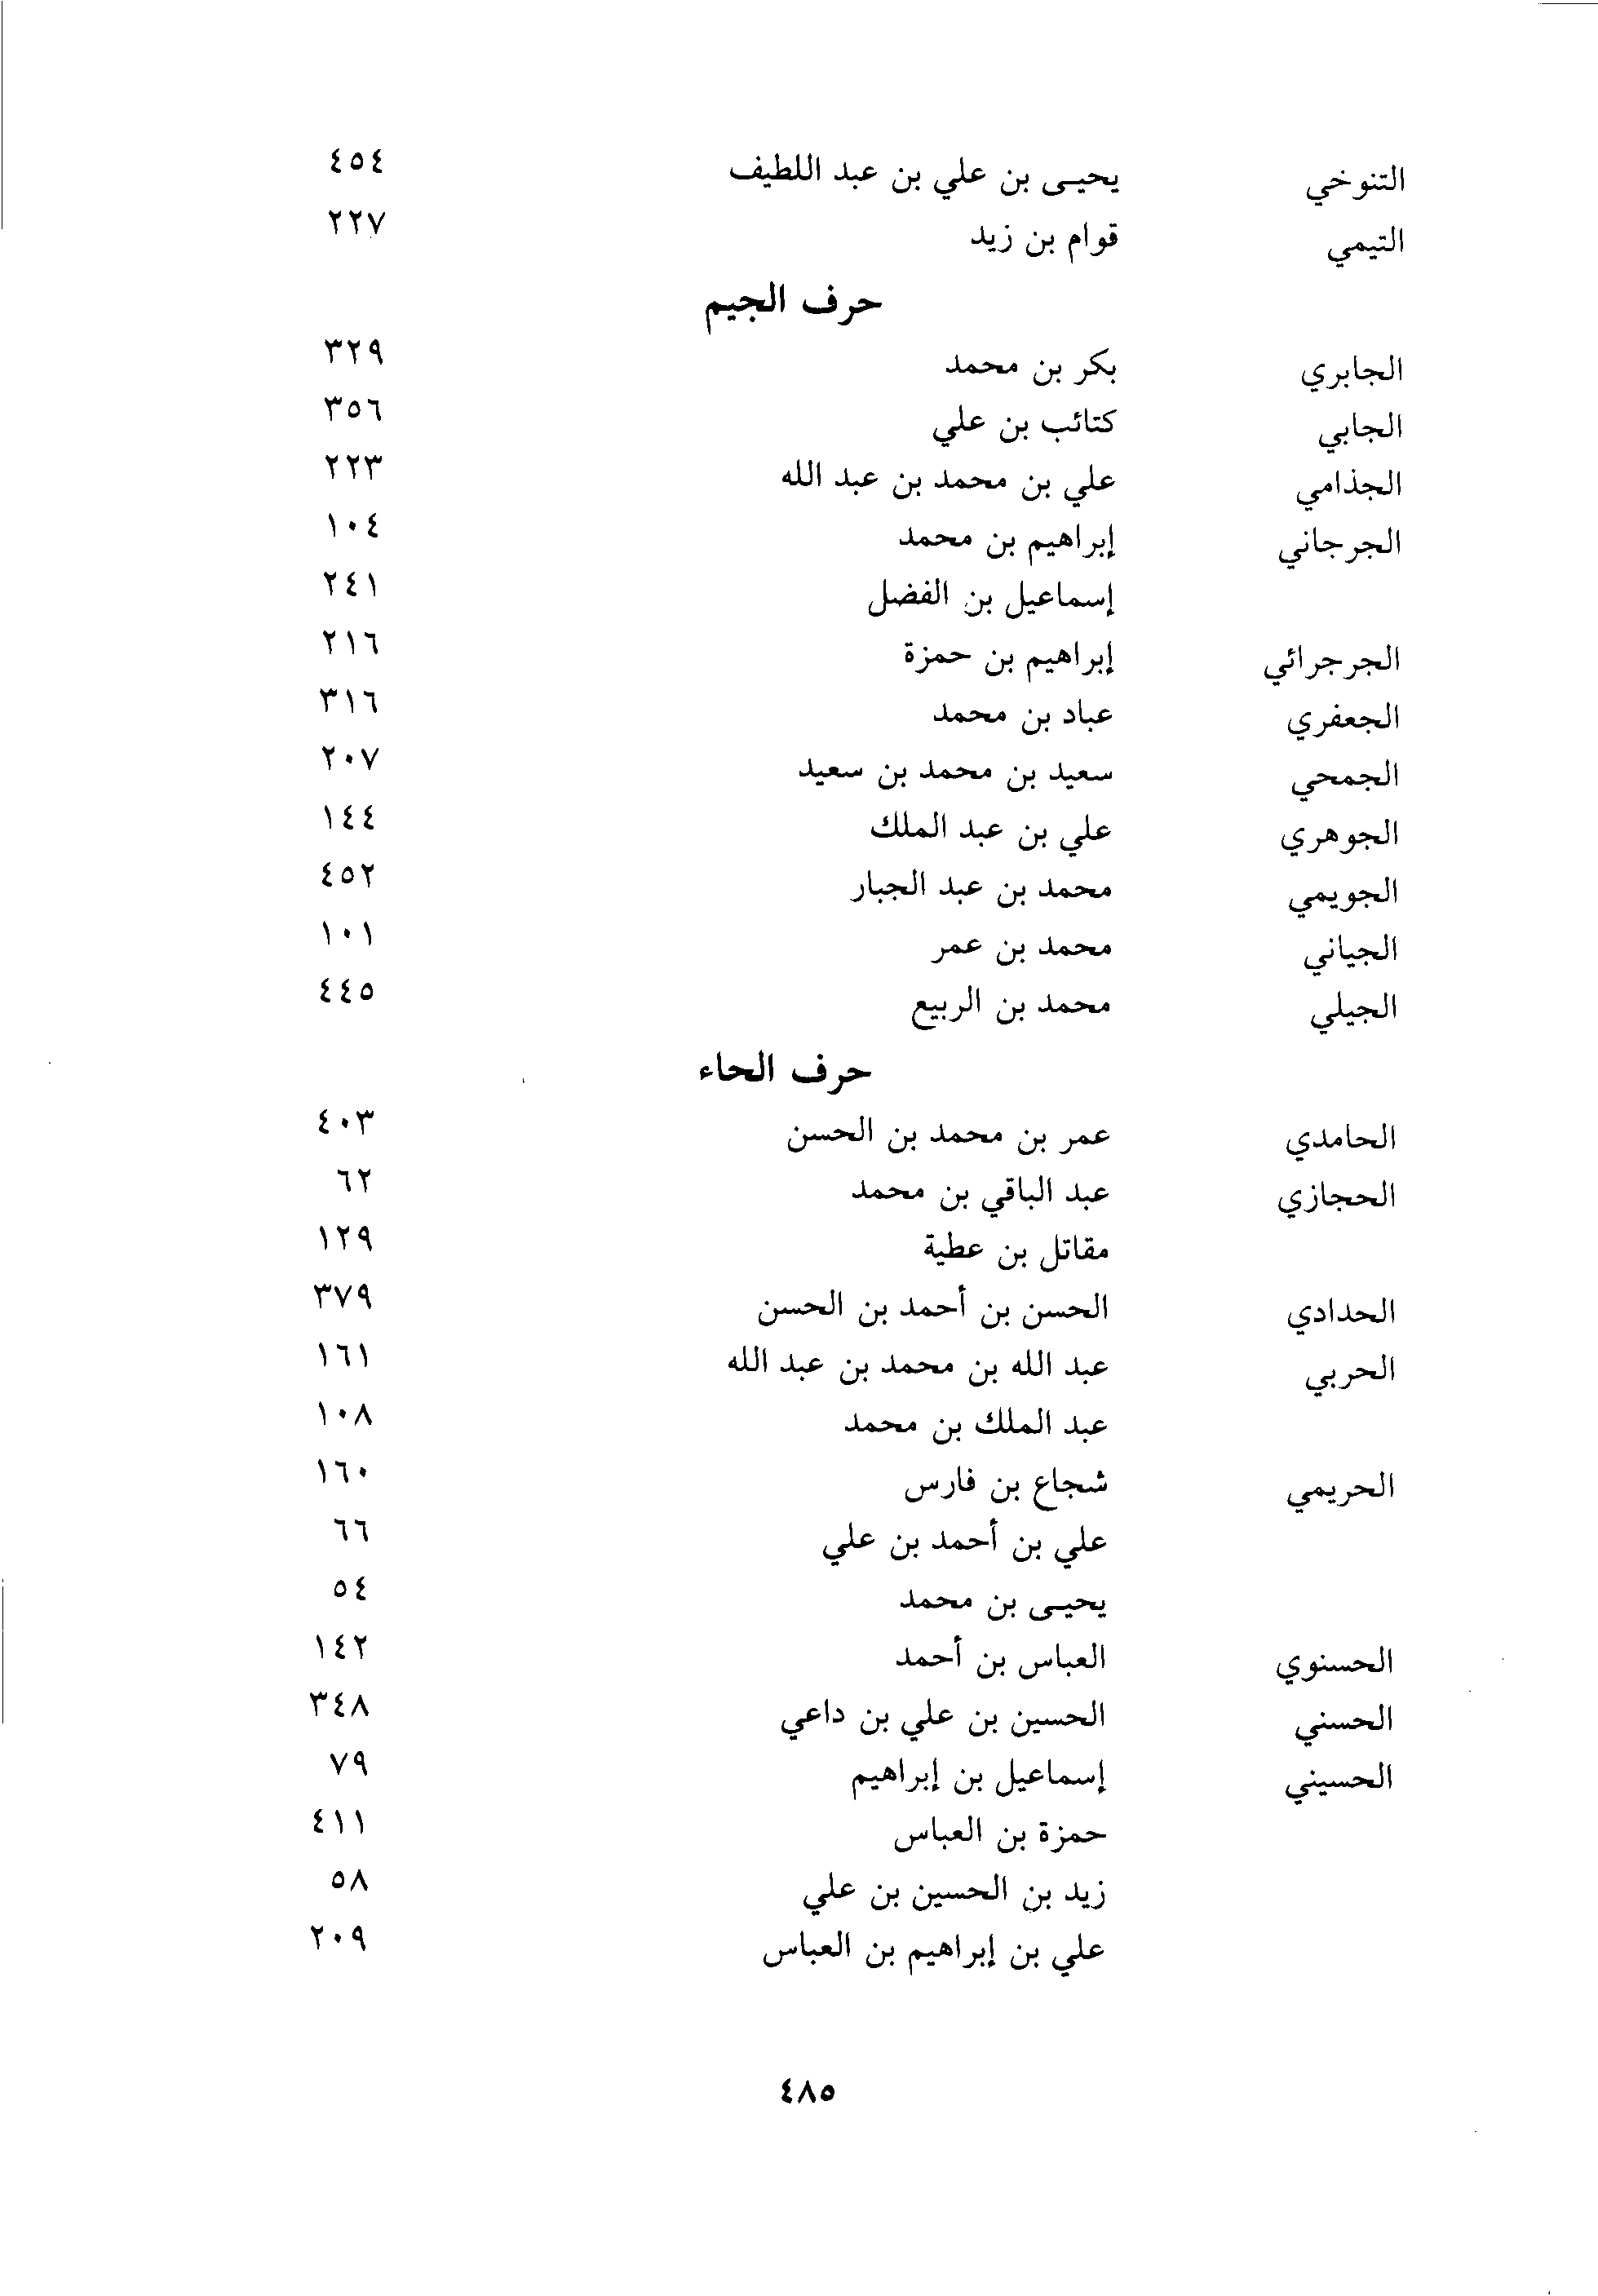 التنوخي يحيـى بن علي بن عبد اللطيف ٤٥٤
التيمي قوام بن زيد ٢٢٧
حرف الجيم
الجابري بكر بن محمد ٣٢٩
الجابي كتائب بن علي ٣٥٦
الجذامي علي بن محمد بن عبد الله ٢٢٣
الجرجاني إبراهيم بن محمد ١٠٤
إسماعيل بن الفضل ٢٤١
الجرجرائي إبراهيم بن حمزة ٢١٦
الجعفري عباد بن محمد ٣١٦
الجمحي سعيد بن محمد بن سعيد ٢٠٧
الجوهري علي بن عبد الملك ١٤٤
الجويمي محمد بن عبد الجبار ٤٥٢
الجياني محمد بن عمر ١٠١
الجيلي محمد بن الربيع ٤٤٥
حرف الحاء
الحامدي عمر بن محمد بن الحسن ٤٠٣
الحجازي عبد الباقي بن محمد ٦٢
مقاتل بن عطية ١٢٩
الحدادي الحسن بن أحمد بن الحسن ٣٧٩
الحربي عبد الله بن محمد بن عبد الله ١٦١
عبد الملك بن محمد ١٠٨
الحريمي شجاع بن فارس ١٦٠
علي بن أحمد بن علي ٦٦
يحيـى بن محمد ٥٤
الحسنوي العباس بن أحمد ١٤٢
الحسني الحسين بن علي بن داعي ٣٤٨
الحسيني إسماعيل بن إبراهيم ٧٩
حمزة بن العباس ٤١١
زيد بن الحسين بن علي ٥٨
علي بن إبراهيم بن العباس ٢٠٩
٤٨٥